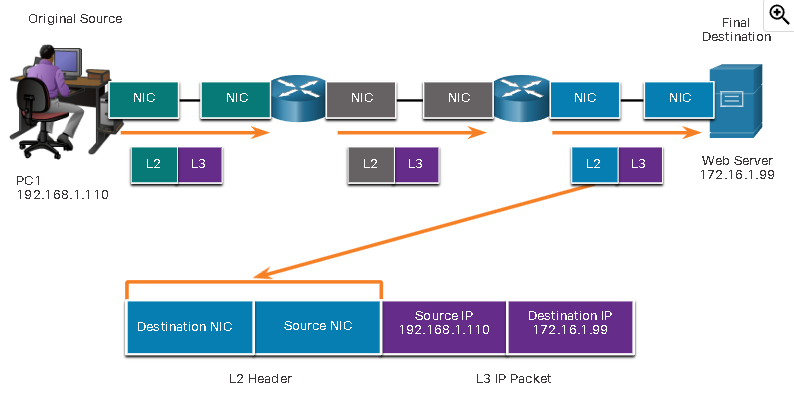 Original Source
Final
Destination
NIC
NIC
NIC
NIC
NIC
NIC
L2
L3
L2
L3
L2
L3
PC1
192.168.1.110
Web Server
172.16.1.99
Destination NIC
Source NIC
Source IP
192.168.1.110
Destination IP
172.16.1.99
L2 Header
L3 IP Packet